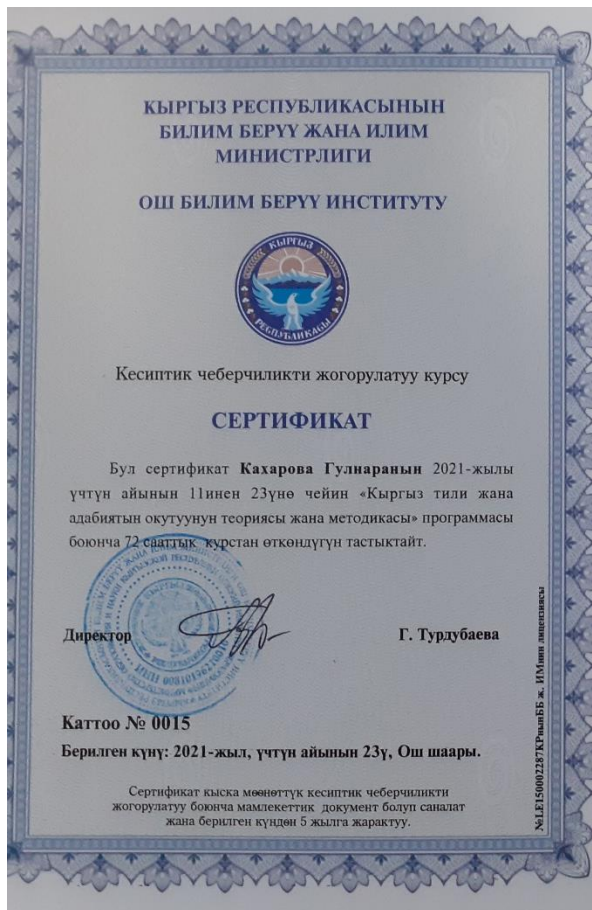 КЫРГЫЗ РЕСПУБЛИКАСЫНЫН
БИЛИМ БЕРҮҮ ЖАНА ИЛИМ
МИНИСТРЛИГИ
ОШ БИЛИМ БЕРҮҮ ИНСТИТУТУ
КЫРГЫЗ
РЕСПУБЛИКАСЫ
Кесиптик чеберчиликти жогорулатуу курсу
СЕРТИФИКАТ
Бул сертификат Кахарова Гулнаранын 2021-жылы
үчтүн айынын 11инен 23үнө чейин «Кыргыз тили жана
адабиятын окутуунун теориясы жана методикасы» программасы
боюнча 72 сааттык курстан өткөндүгүн тастыктайт.
Директор
Г. Турдубаева
Каттоо № 0015
Берилген күнү: 2021-жыл, үчтүн айынын 23ү, Ош шаары.
Сертификат кыска мөөнөттүк кесиптик чеберчиликти
жогорулатуу боюнча мамлекеттик документ болуп саналат
жана берилген күндөн 5 жылга жарактуу.
№LE150002287КРнынББ ж. ИМнин лицензиясы